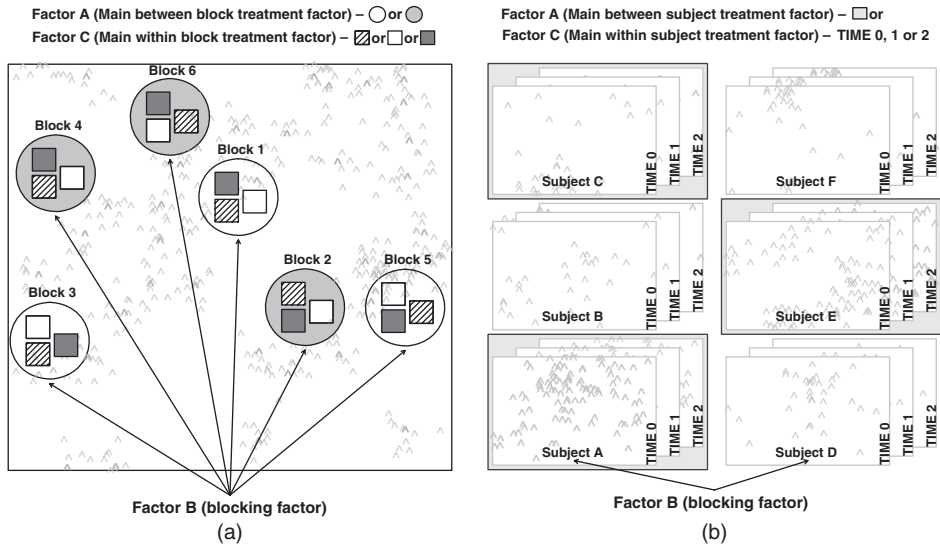 Factor A (Main between block treatment factor) – or
Factor C (Main within block treatment factor) – or or
Block 6
Block 4
Block 1
Block 2
Block 5
Block 3
Factor B (blocking factor)
(a)
Factor A (Main between subject treatment factor) – or
Factor C (Main within subject treatment factor) – TIME 0, 1 or 2
Subject C
TIME 0
TIME 1
TIME 2
Subject F
TIME 0
TIME 1
TIME 2
Subject B
TIME 0
TIME 1
TIME 2
Subject E
TIME 0
TIME 1
TIME 2
Subject A
TIME 0
TIME 1
TIME 2
Subject D
TIME 0
TIME 1
TIME 2
Factor B (blocking factor)
(b)